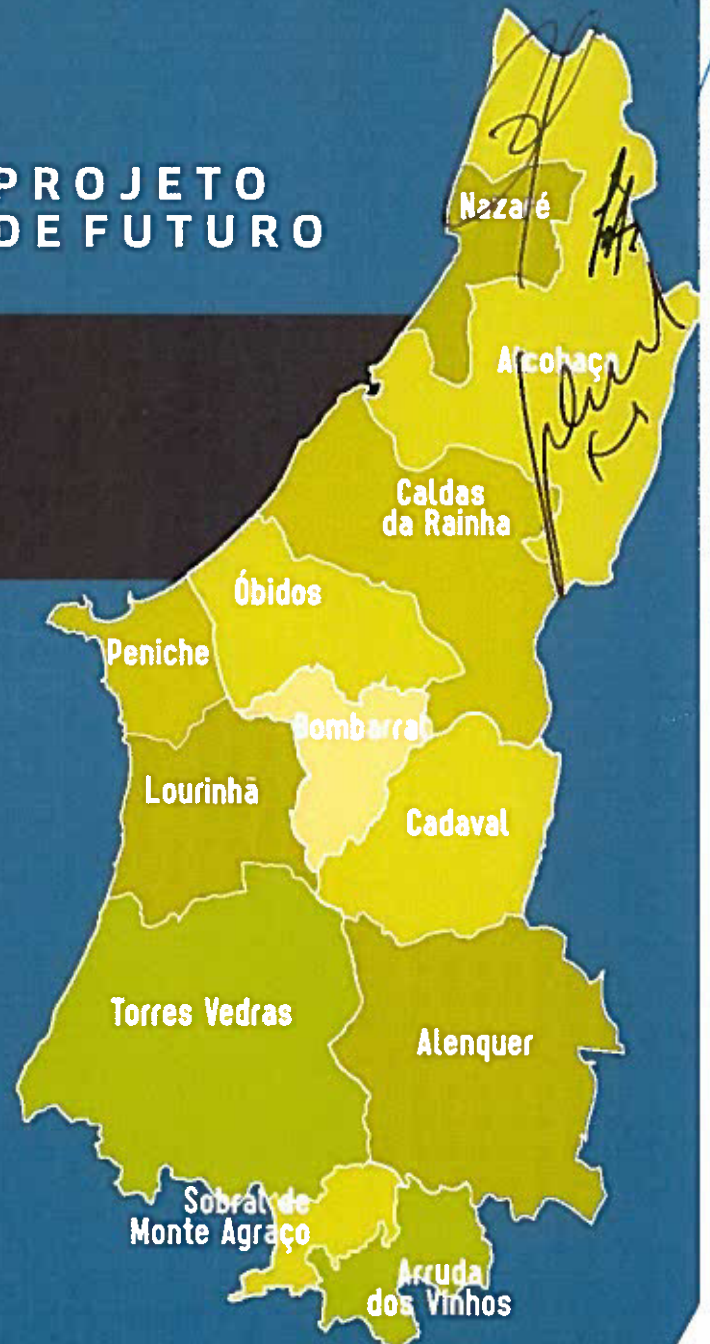 PROJETO
DE FUTURO
Nazaré
Alcobaça
Caldas
da Rainha
Óbidos
Peniche
Bombarral
Lourinhã
Cadaval
Torres Vedras
Alenquer
Sobral de
Monte Agraço
Arruda
dos Vinhos